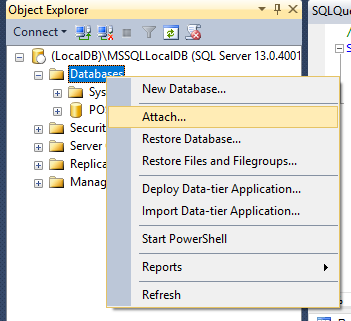 Object Explorer
SQLQue
Connect
(LocalDB)\MSSQLLocalDB (SQL Server 13.0.4001
Databases
Sys
PO
Securit
Server
Replica
Manag
New Database...
Attach...
Restore Database...
Restore Files and Filegroups...
Deploy Data-tier Application...
Import Data-tier Application...
Start PowerShell
Reports
Refresh